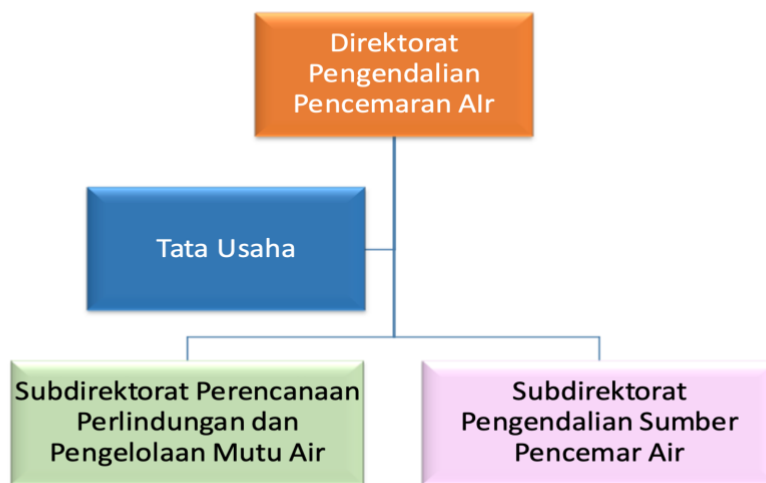 Direktorat
Pengendalian
Pencemaran AIr
Tata Usaha
Subdirektorat Perencanaan
Perlindungan dan
Pengelolaan Mutu Air
Subdirektorat
Pengendalian Sumber
Pencemar Air